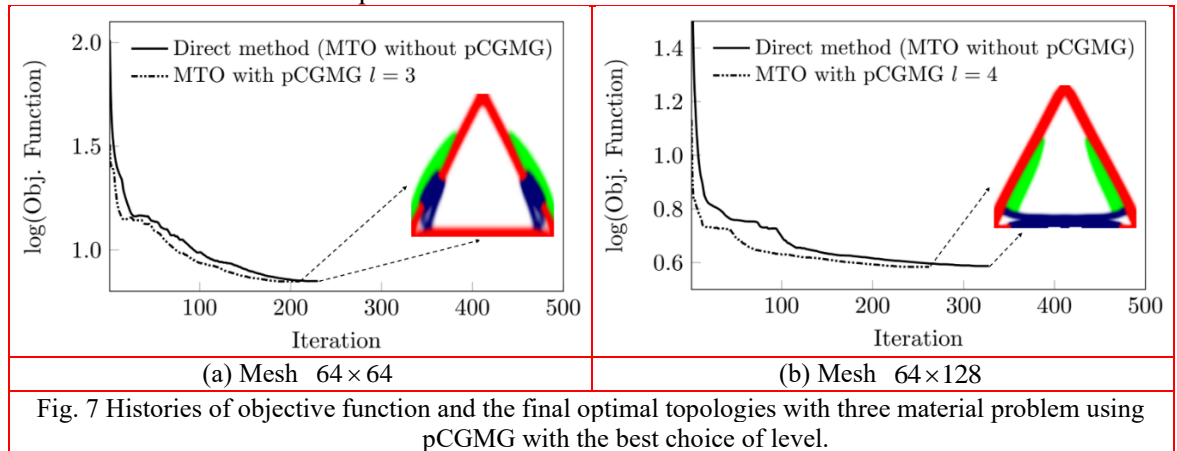 Direct method (MTO without pCGMG)
MTO with pCGMG l = 3
log(Obj. Function)
2.0
1.5
1.0
100
200
300
400
500
Iteration
(a) Mesh 64 × 64
Direct method (MTO without pCGMG)
MTO with pCGMG l = 4
log(Obj. Function)
1.4
1.2
1.0
0.8
0.6
100
200
300
400
500
Iteration
(b) Mesh 64×128
Fig. 7 Histories of objective function and the final optimal topologies with three material problem using
pCGMG with the best choice of level.